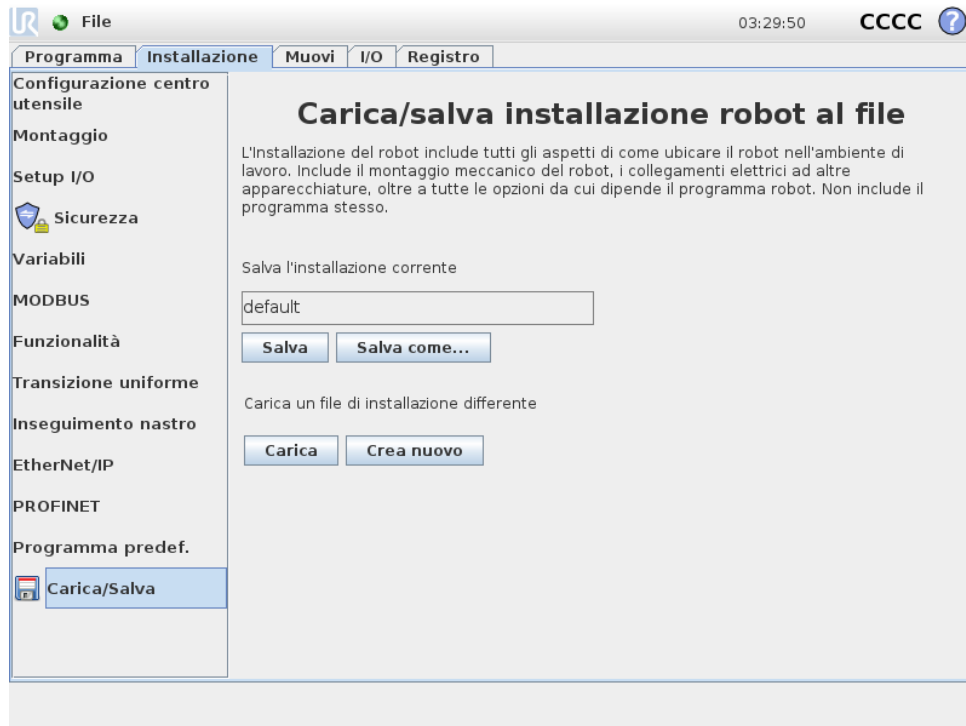 UR File 03:29:50 CCCC ?
Programma Installazione Muovi I/O Registro
Configurazione centro
utensile
Montaggio
Setup I/O
Sicurezza
Variabili
MODBUS
Funzionalità
Transizione uniforme
Inseguimento nastro
EtherNet/IP
PROFINET
Programma predef.
Carica/Salva
Carica/salva installazione robot al file
L'Installazione del robot include tutti gli aspetti di come ubicare il robot nell'ambiente di
lavoro. Include il montaggio meccanico del robot, i collegamenti elettrici ad altre
apparecchiature, oltre a tutte le opzioni da cui dipende il programma robot. Non include il
programma stesso.
Salva l'installazione corrente
default
Salva Salva come...
Carica un file di installazione differente
Carica Crea nuovo